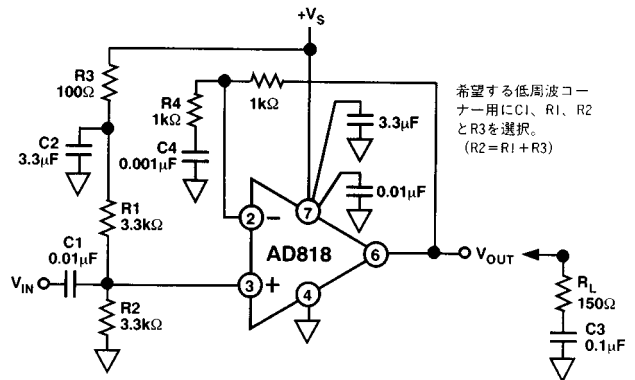 +VS
R3
100Ω
C2
3.3μF
R1
3.3kΩ
C1
0.01μF
VIN
R2
3.3kΩ
R4
1kΩ
C4
0.001μF
1kΩ
3.3μF
0.01μF
2
−
7
AD818
6
3
+
4
VOUT
RL
150Ω
C3
0.1μF
希望する低周波コー
ナー用にC1、R1、R2
とR3を選択。
(R2=R1+R3)